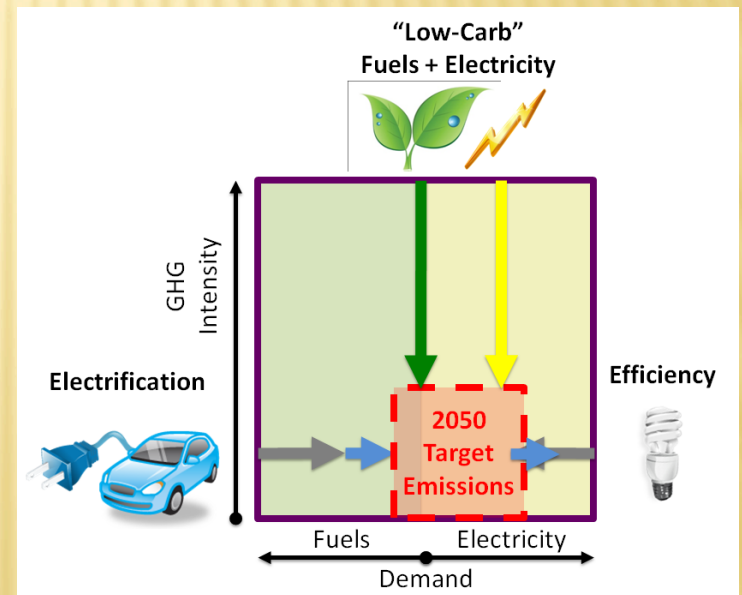 “Low-Carb”
Fuels + Electricity
GHG
Intensity
Electrification
Efficiency
2050
Target
Emissions
Fuels
Electricity
Demand